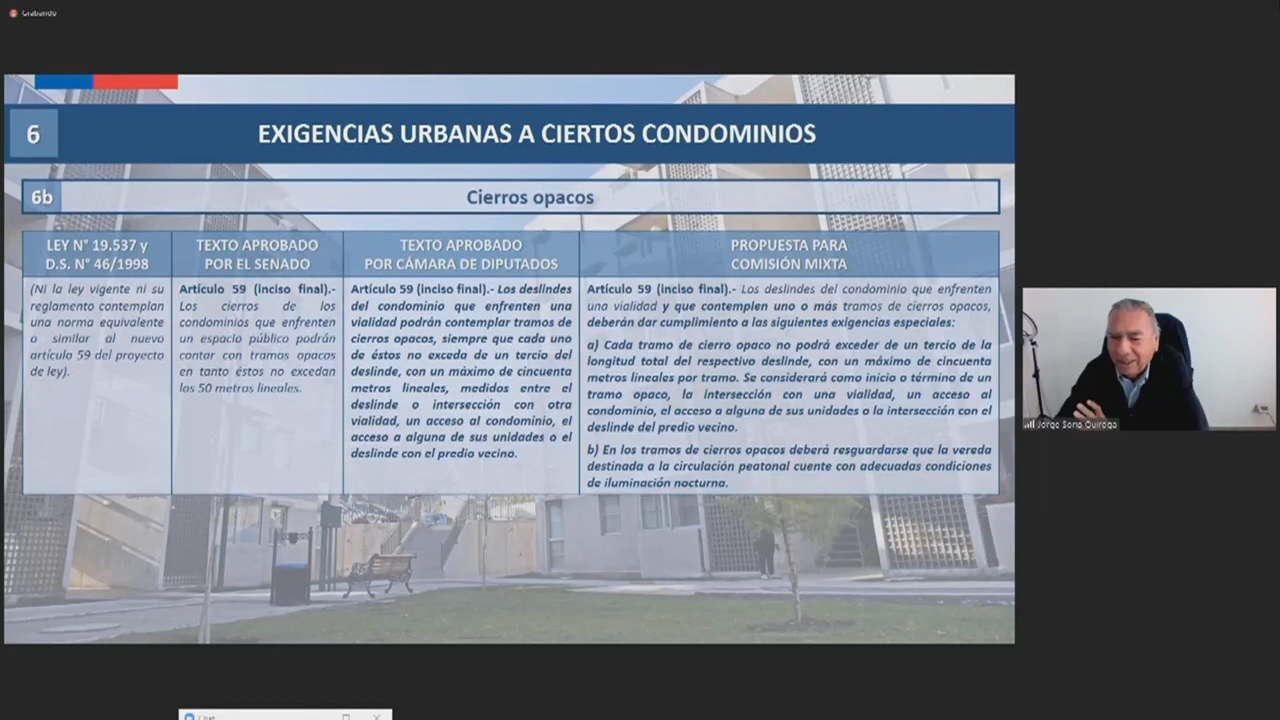 Grabando
6
EXIGENCIAS URBANAS A CIERTOS CONDOMINIOS
6b
Cierros opacos
LEY N° 19.537 y
D.S. N° 46/1998
(Ni la ley vigente ni su
reglamento contemplan
una norma equivalente
o similar al nuevo
artículo 59 del proyecto
de ley).
TEXTO APROBADO
POR EL SENADO
Artículo 59 (inciso final).-
Los cierros de los
condominios que enfrenten
un espacio público podrán
contar con tramos opacos
en tanto éstos no excedan
los 50 metros lineales.
TEXTO APROBADO
POR CÁMARA DE DIPUTADOS
Artículo 59 (inciso final).- Los deslindes
del condominio que enfrenten una
vialidad podrán contemplar tramos de
cierros opacos, siempre que cada uno
de éstos no exceda de un tercio del
deslinde, con un máximo de cincuenta
metros lineales, medidos entre el
deslinde o intersección con otra
vialidad, un acceso al condominio, el
acceso a alguna de sus unidades o el
deslinde con el predio vecino.
PROPUESTA PARA
COMISIÓN MIXTA
Artículo 59 (inciso final).- Los deslindes del condominio que enfrenten
una vialidad y que contemplen uno o más tramos de cierros opacos,
deberán dar cumplimiento a las siguientes exigencias especiales:
a) Cada tramo de cierro opaco no podrá exceder de un tercio de la
longitud total del respectivo deslinde, con un máximo de cincuenta
metros lineales por tramo. Se considerará como inicio o término de un
tramo opaco, la intersección con una vialidad, un acceso al
condominio, el acceso a alguna de sus unidades o la intersección con el
deslinde del predio vecino.
b) En los tramos de cierros opacos deberá resguardarse que la vereda
destinada a la circulación peatonal cuente con adecuadas condiciones
de iluminación nocturna.
Jorge Soria Quiroga
Chat